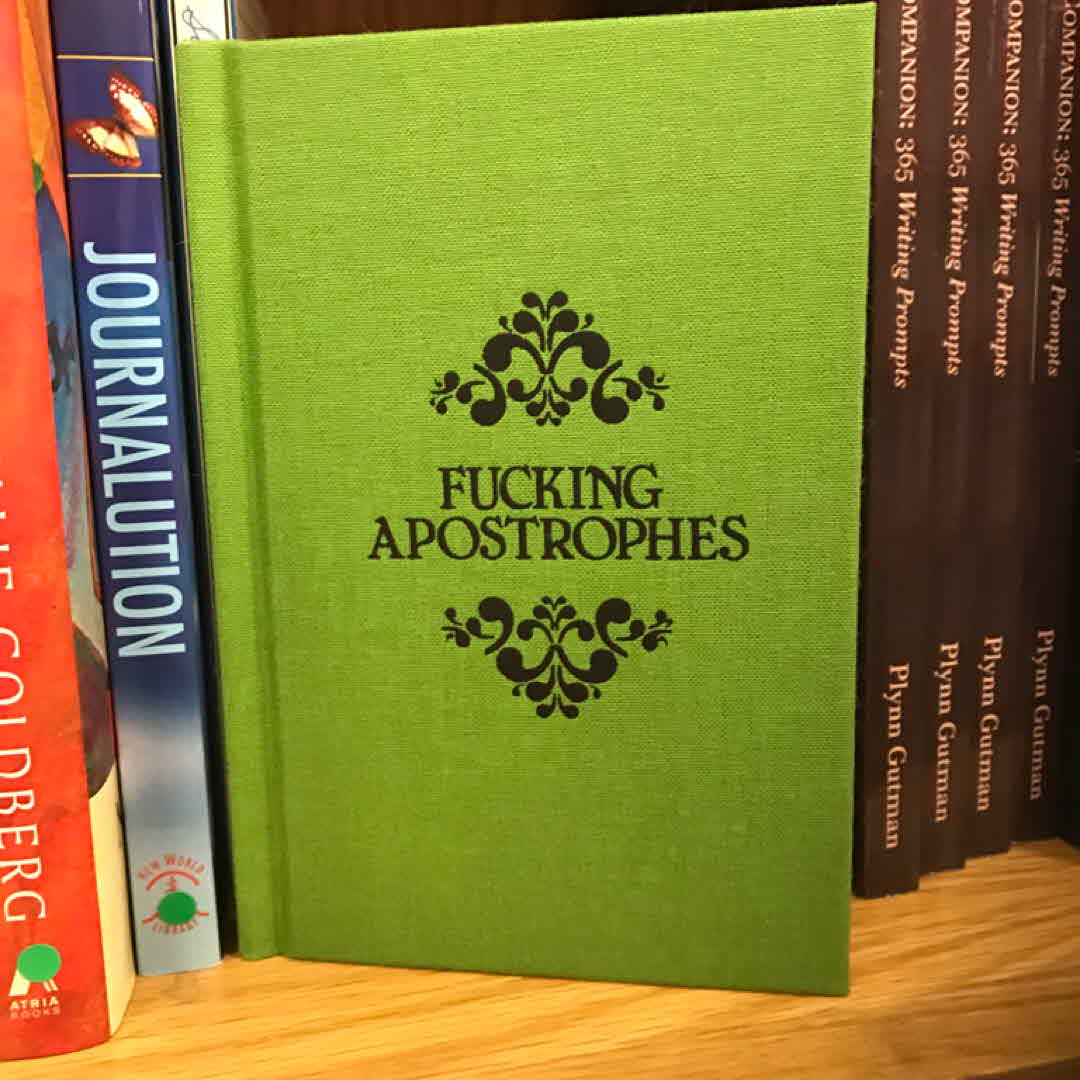 GOLDBERG
ATRIA
BOOKS
JOURNALUTION
NEW WORLD
LIBRARY
FUCKING
APOSTROPHES
COMPANION: 365 Writing Prompts
Plynn Gutman
COMPANION: 365 Writing Prompts
Plynn Gutman
COMPANION: 365 Writing Prompts
Plynn Gutman
COMPANION: 365 Writing Prompts
Plynn Gutman